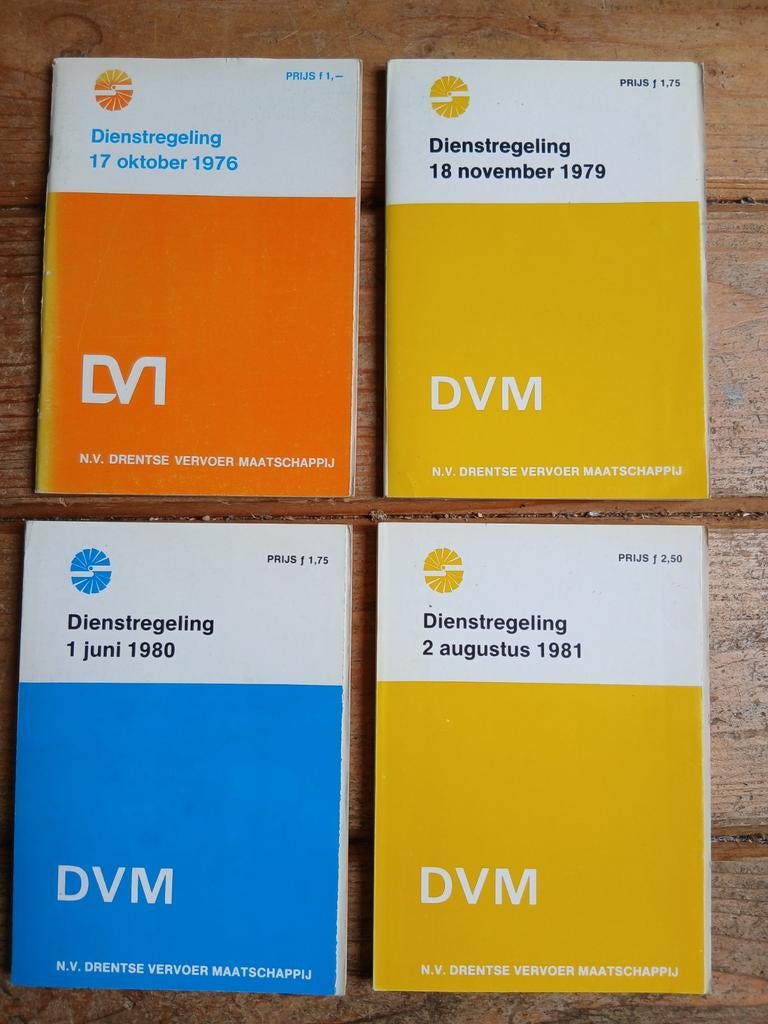 PRIJS f 1,—
Dienstregeling
17 oktober 1976
DVM
N.V. DRENTSE VERVOER MAATSCHAPPIJ
PRIJS ƒ 1,75
Dienstregeling
18 november 1979
DVM
N.V. DRENTSE VERVOER MAATSCHAPPIJ
PRIJS ƒ 1,75
Dienstregeling
1 juni 1980
DVM
N.V. DRENTSE VERVOER MAATSCHAPPIJ
PRIJS ƒ 2,50
Dienstregeling
2 augustus 1981
DVM
N.V. DRENTSE VERVOER MAATSCHAPPIJ